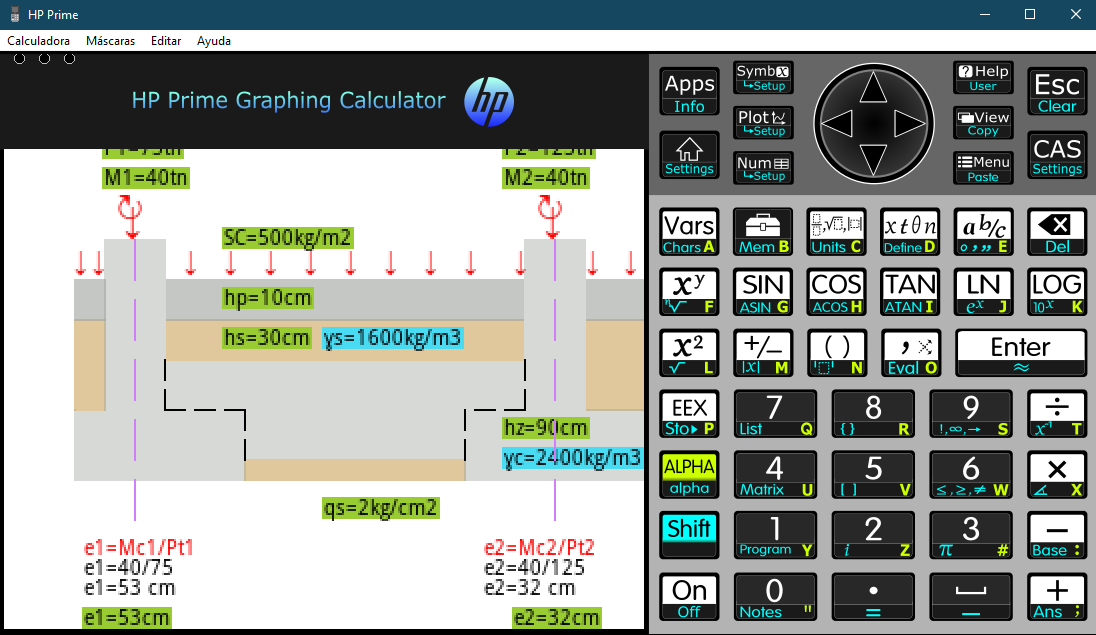 HP Prime
Calculadora Máscaras Editar Ayuda
HP Prime Graphing Calculator hp
P1=75tn P2=125tn
M1=40tn M2=40tn
SC=500kg/m2
hp=10cm
hs=30cm γs=1600kg/m3
hz=90cm
γc=2400kg/m3
qs=2kg/cm2
e1=Mc1/Pt1 e2=Mc2/Pt2
e1=40/75 e2=40/125
e1=53 cm e2=32 cm
e1=53cm e2=32cm
Apps Info
Symb x ↳Setup
? Help User
Esc Clear
Plot ↳Setup
View Copy
Settings
Num ↳Setup
Menu Paste
CAS Settings
Vars Chars A
Mem B
Units C
x t θ n Define D
a b/c ° ' " E
Del
xʸ ⁿ√ F
SIN ASIN G
COS ACOS H
TAN ATAN I
LN eˣ J
LOG 10ˣ K
x² √ L
+/− |x| M
( ) N
, Eval O
Enter ≈
EEX Sto▸ P
7 List Q
8 { } R
9 !,∞,→ S
÷ x⁻¹ T
ALPHA alpha
4 Matrix U
5 [ ] V
6 ≤,≥,≠ W
× ∡ X
Shift
1 Program Y
2 i Z
3 π #
− Base :
On Off
0 Notes "
. =
_
+ Ans ;